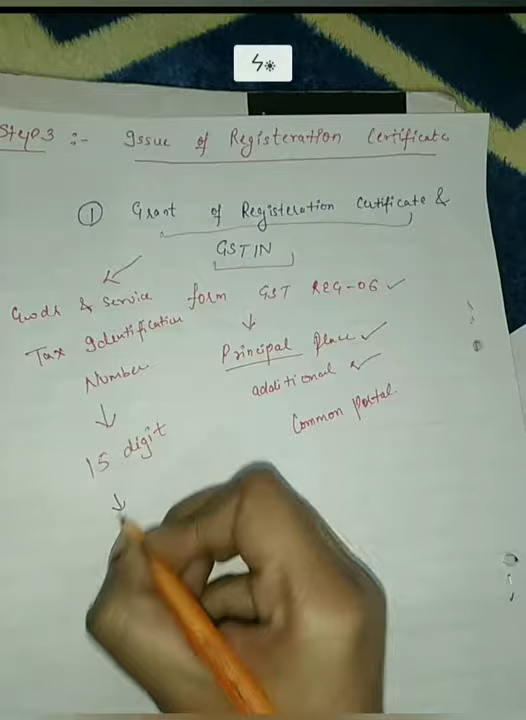 Step 3 :- Issue of Registeration Certificate
① Grant of Registeration Certificate &
GSTIN
Goods & Service
Tax Identification
Number
15 digit
form GST REG-06 ✓
Principal place ✓
additional ✓
Common portal